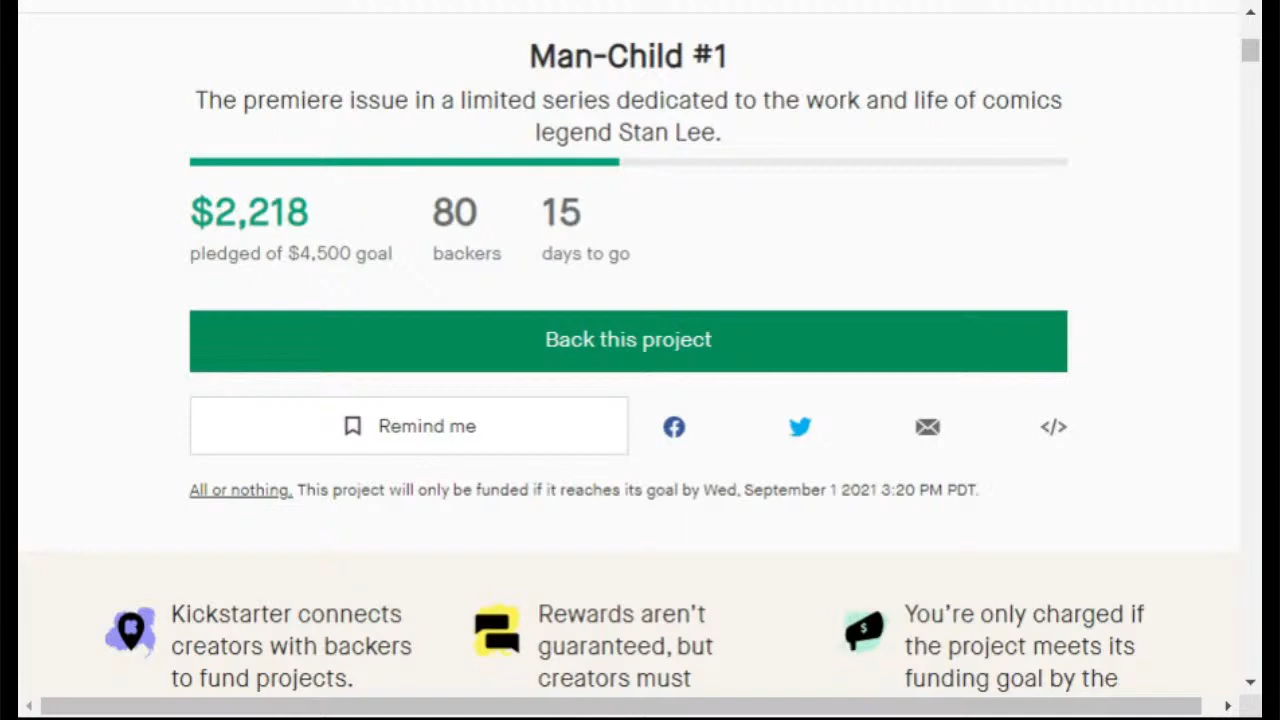 Man-Child #1
The premiere issue in a limited series dedicated to the work and life of comics
legend Stan Lee.
$2,218
pledged of $4,500 goal
80
backers
15
days to go
Back this project
Remind me
</>
All or nothing. This project will only be funded if it reaches its goal by Wed, September 1 2021 3:20 PM PDT.
Kickstarter connects
creators with backers
to fund projects.
Rewards aren’t
guaranteed, but
creators must
$
You’re only charged if
the project meets its
funding goal by the